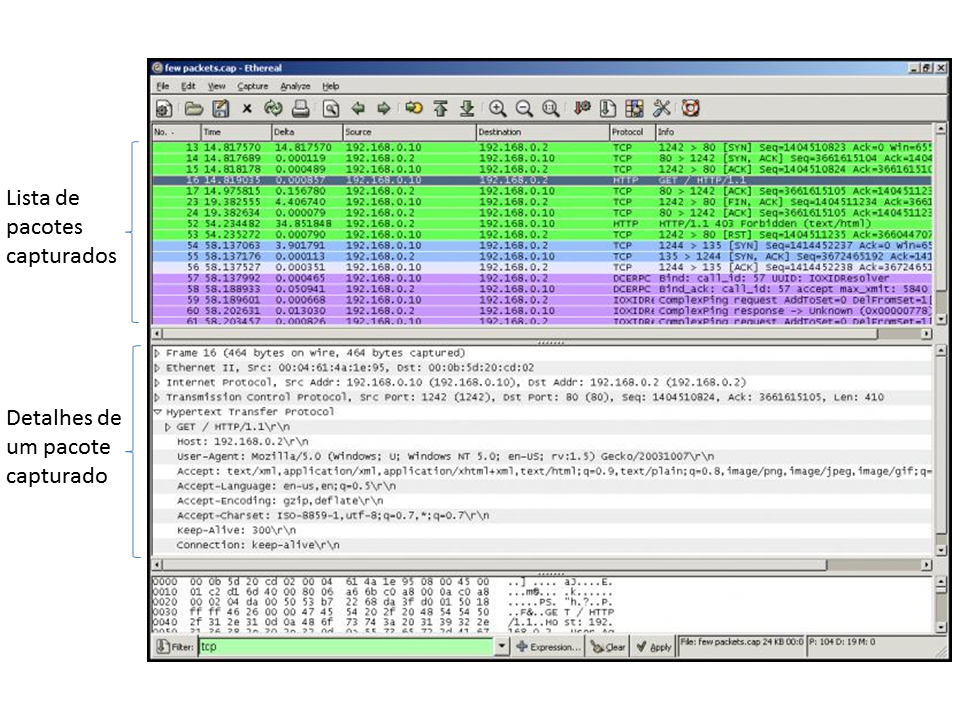 few packets.cap - Ethereal
File Edit View Capture Analyze Help
No. Time Delta Source Destination Protocol Info
13 14.817570 14.817570 192.168.0.10 192.168.0.2 TCP 1242 > 80 [SYN] Seq=1404510823 Ack=0 Win=655
14 14.817689 0.000119 192.168.0.2 192.168.0.10 TCP 80 > 1242 [SYN, ACK] Seq=3661615104 Ack=1404
15 14.818178 0.000489 192.168.0.10 192.168.0.2 TCP 1242 > 80 [ACK] Seq=1404510824 Ack=366161510
16 14.819035 0.000857 192.168.0.10 192.168.0.2 HTTP GET / HTTP/1.1
17 14.975815 0.156780 192.168.0.2 192.168.0.10 TCP 80 > 1242 [ACK] Seq=3661615105 Ack=140451123
23 19.382555 4.406740 192.168.0.10 192.168.0.2 TCP 1242 > 80 [FIN, ACK] Seq=1404511234 Ack=3661
24 19.382634 0.000079 192.168.0.2 192.168.0.10 TCP 80 > 1242 [ACK] Seq=3661615105 Ack=140451123
52 54.234482 34.851848 192.168.0.2 192.168.0.10 HTTP HTTP/1.1 403 Forbidden (text/html)
53 54.235272 0.000790 192.168.0.10 192.168.0.2 TCP 1242 > 80 [RST] Seq=1404511235 Ack=366044707
54 58.137063 3.901791 192.168.0.10 192.168.0.2 TCP 1244 > 135 [SYN] Seq=1414452237 Ack=0 Win=65
55 58.137176 0.000113 192.168.0.2 192.168.0.10 TCP 135 > 1244 [SYN, ACK] Seq=3672465192 Ack=141
56 58.137527 0.000351 192.168.0.10 192.168.0.2 TCP 1244 > 135 [ACK] Seq=1414452238 Ack=36724651
57 58.137992 0.000465 192.168.0.10 192.168.0.2 DCERPC Bind: call_id: 57 UUID: IOXIDResolver
58 58.188933 0.050941 192.168.0.2 192.168.0.10 DCERPC Bind_ack: call_id: 57 accept max_xmit: 5840
59 58.189601 0.000668 192.168.0.10 192.168.0.2 IOXIDRe ComplexPing request AddToSet=0 DelFromSet=1[
60 58.202631 0.013030 192.168.0.2 192.168.0.10 IOXIDRe ComplexPing response -> Unknown (0x00000778)
61 58.203457 0.000826 192.168.0.10 192.168.0.2 IOXIDRe ComplexPing request AddToSet=0 DelFromSet=1[
Lista de
pacotes
capturados
Frame 16 (464 bytes on wire, 464 bytes captured)
Ethernet II, Src: 00:04:61:4a:1e:95, Dst: 00:0b:5d:20:cd:02
Internet Protocol, Src Addr: 192.168.0.10 (192.168.0.10), Dst Addr: 192.168.0.2 (192.168.0.2)
Transmission Control Protocol, Src Port: 1242 (1242), Dst Port: 80 (80), Seq: 1404510824, Ack: 3661615105, Len: 410
Hypertext Transfer Protocol
GET / HTTP/1.1\r\n
Host: 192.168.0.2\r\n
User-Agent: Mozilla/5.0 (Windows; U; Windows NT 5.0; en-US; rv:1.5) Gecko/20031007\r\n
Accept: text/xml,application/xml,application/xhtml+xml,text/html;q=0.9,text/plain;q=0.8,image/png,image/jpeg,image/gif;q=
Accept-Language: en-us,en;q=0.5\r\n
Accept-Encoding: gzip,deflate\r\n
Accept-Charset: ISO-8859-1,utf-8;q=0.7,*;q=0.7\r\n
Keep-Alive: 300\r\n
Connection: keep-alive\r\n
Detalhes de
um pacote
capturado
0000 00 0b 5d 20 cd 02 00 04 61 4a 1e 95 08 00 45 00 ..] .... aJ....E.
0010 01 c2 d1 6d 40 00 80 06 a6 6b c0 a8 00 0a c0 a8 ...m@... .k......
0020 00 02 04 da 00 50 53 b7 22 68 da 3f d0 01 50 18 .....PS. "h.?..P.
0030 ff ff 46 26 00 00 47 45 54 20 2f 20 48 54 54 50 ..F&..GE T / HTTP
0040 2f 31 2e 31 0d 0a 48 6f 73 74 3a 20 31 39 32 2e /1.1..Ho st: 192.
Filter: tcp Expression... Clear Apply File: few packets.cap 24 KB 00:0 P: 104 D: 19 M: 0